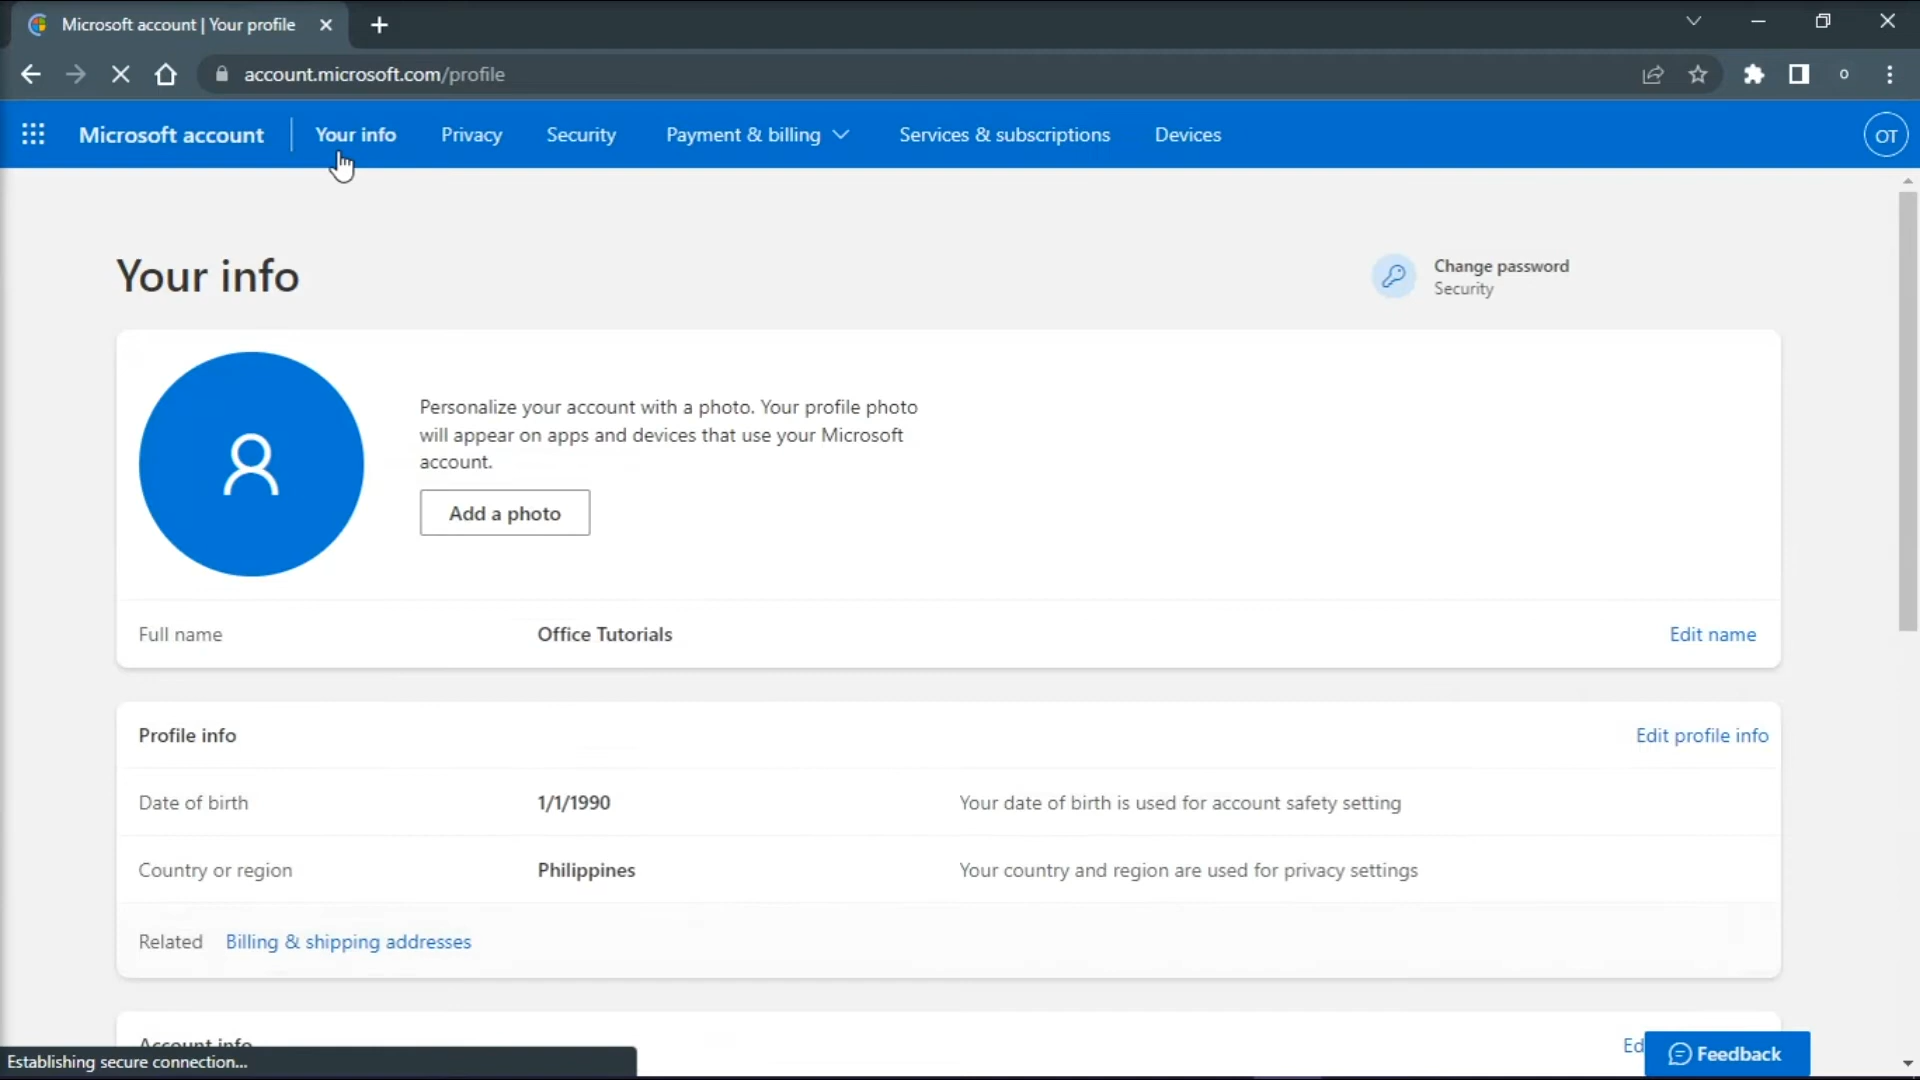 Microsoft account | Your profile
account.microsoft.com/profile
o
Microsoft account
Your info
Privacy
Security
Payment & billing
Services & subscriptions
Devices
OT
Your info
Change password
Security
Personalize your account with a photo. Your profile photo
will appear on apps and devices that use your Microsoft
account.
Add a photo
Full name
Office Tutorials
Edit name
Profile info
Edit profile info
Date of birth
1/1/1990
Your date of birth is used for account safety setting
Country or region
Philippines
Your country and region are used for privacy settings
Related
Billing & shipping addresses
Account info
Ed
Feedback
Establishing secure connection...